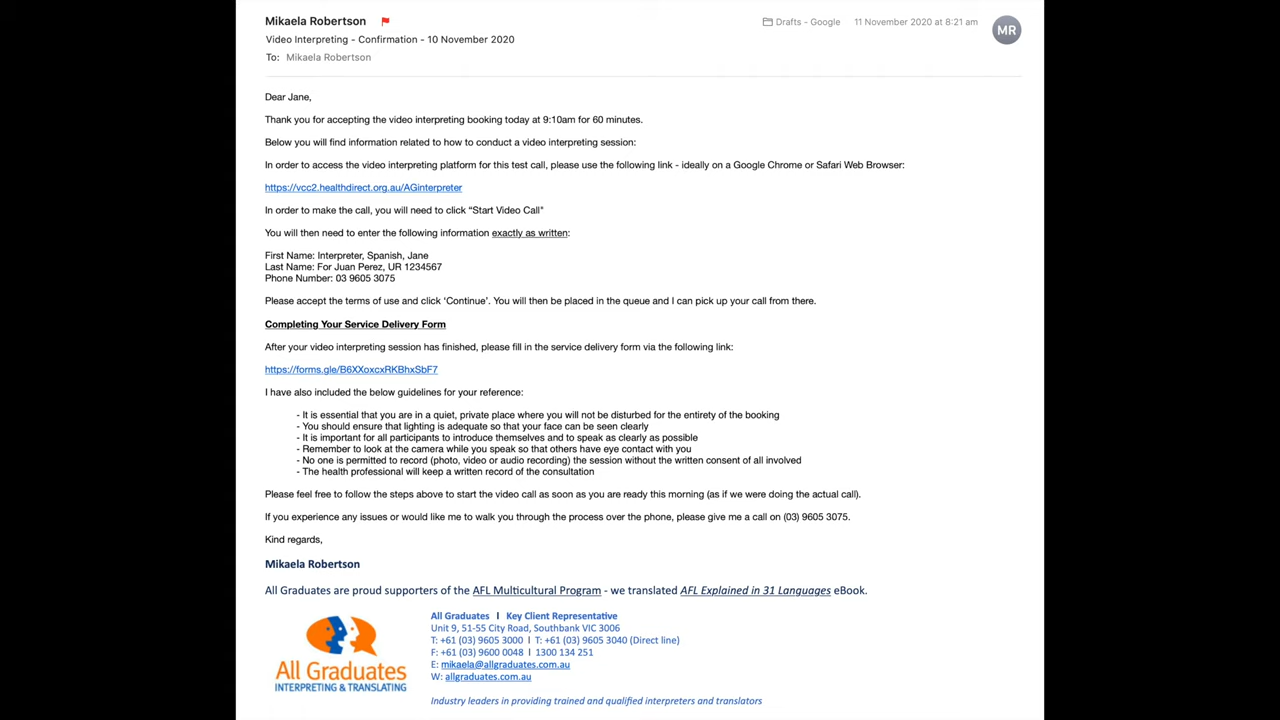 Mikaela Robertson
Drafts - Google 11 November 2020 at 8:21 am
MR
Video Interpreting - Confirmation - 10 November 2020
To: Mikaela Robertson
Dear Jane,
Thank you for accepting the video interpreting booking today at 9:10am for 60 minutes.
Below you will find information related to how to conduct a video interpreting session:
In order to access the video interpreting platform for this test call, please use the following link - ideally on a Google Chrome or Safari Web Browser:
https://vcc2.healthdirect.org.au/AGinterpreter
In order to make the call, you will need to click “Start Video Call"
You will then need to enter the following information exactly as written:
First Name: Interpreter, Spanish, Jane
Last Name: For Juan Perez, UR 1234567
Phone Number: 03 9605 3075
Please accept the terms of use and click ‘Continue’. You will then be placed in the queue and I can pick up your call from there.
Completing Your Service Delivery Form
After your video interpreting session has finished, please fill in the service delivery form via the following link:
https://forms.gle/B6XXoxcxRKBhxSbF7
I have also included the below guidelines for your reference:
- It is essential that you are in a quiet, private place where you will not be disturbed for the entirety of the booking
- You should ensure that lighting is adequate so that your face can be seen clearly
- It is important for all participants to introduce themselves and to speak as clearly as possible
- Remember to look at the camera while you speak so that others have eye contact with you
- No one is permitted to record (photo, video or audio recording) the session without the written consent of all involved
- The health professional will keep a written record of the consultation
Please feel free to follow the steps above to start the video call as soon as you are ready this morning (as if we were doing the actual call).
If you experience any issues or would like me to walk you through the process over the phone, please give me a call on (03) 9605 3075.
Kind regards,
Mikaela Robertson
All Graduates are proud supporters of the AFL Multicultural Program - we translated AFL Explained in 31 Languages eBook.
All Graduates
INTERPRETING & TRANSLATING
All Graduates | Key Client Representative
Unit 9, 51-55 City Road, Southbank VIC 3006
T: +61 (03) 9605 3000 | T: +61 (03) 9605 3040 (Direct line)
F: +61 (03) 9600 0048 | 1300 134 251
E: mikaela@allgraduates.com.au
W: allgraduates.com.au
Industry leaders in providing trained and qualified interpreters and translators